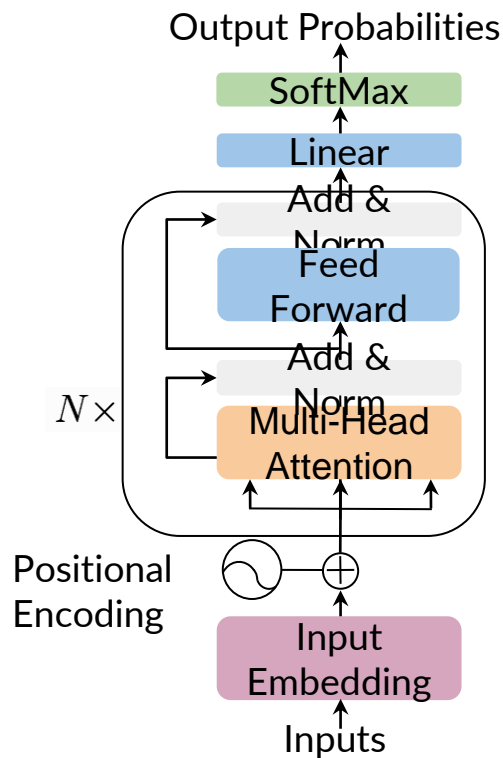 Output Probabilities
SoftMax
Linear
Add &
Norm
Feed
Forward
Add &
Norm
N×
Multi-Head
Attention
Positional
Encoding
Input
Embedding
Inputs